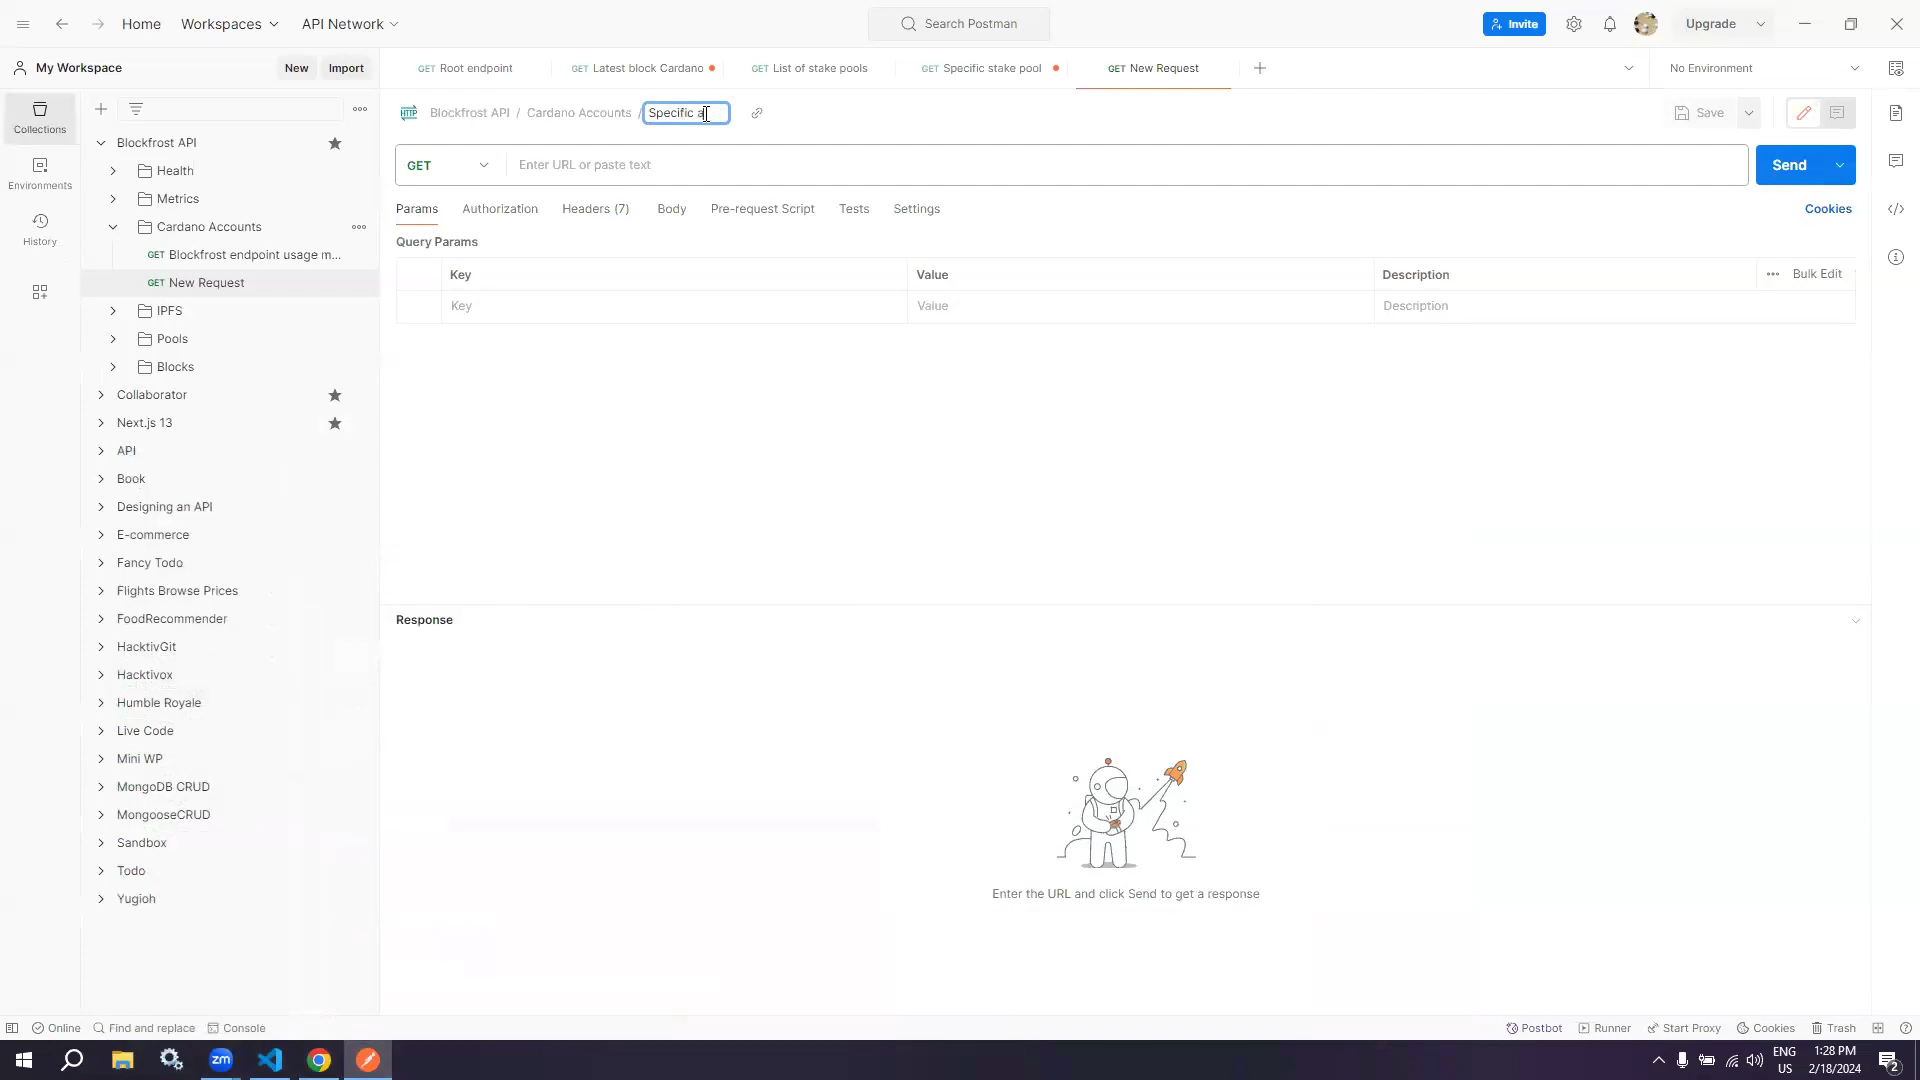 Home Workspaces API Network Search Postman Invite Upgrade
My Workspace New Import
GET Root endpoint GET Latest block Cardano GET List of stake pools GET Specific stake pool GET New Request No Environment
Collections
Environments
History
Blockfrost API
Health
Metrics
Cardano Accounts
GET Blockfrost endpoint usage m...
GET New Request
IPFS
Pools
Blocks
Collaborator
Next.js 13
API
Book
Designing an API
E-commerce
Fancy Todo
Flights Browse Prices
FoodRecommender
HacktivGit
Hacktivox
Humble Royale
Live Code
Mini WP
MongoDB CRUD
MongooseCRUD
Sandbox
Todo
Yugioh
HTTP Blockfrost API / Cardano Accounts / Specific a Save
GET Enter URL or paste text Send
Params Authorization Headers (7) Body Pre-request Script Tests Settings Cookies
Query Params
Key Value Description Bulk Edit
Key Value Description
Response
Enter the URL and click Send to get a response
Online Find and replace Console Postbot Runner Start Proxy Cookies Trash
zm ENG 1:28 PM
US 2/18/2024 2